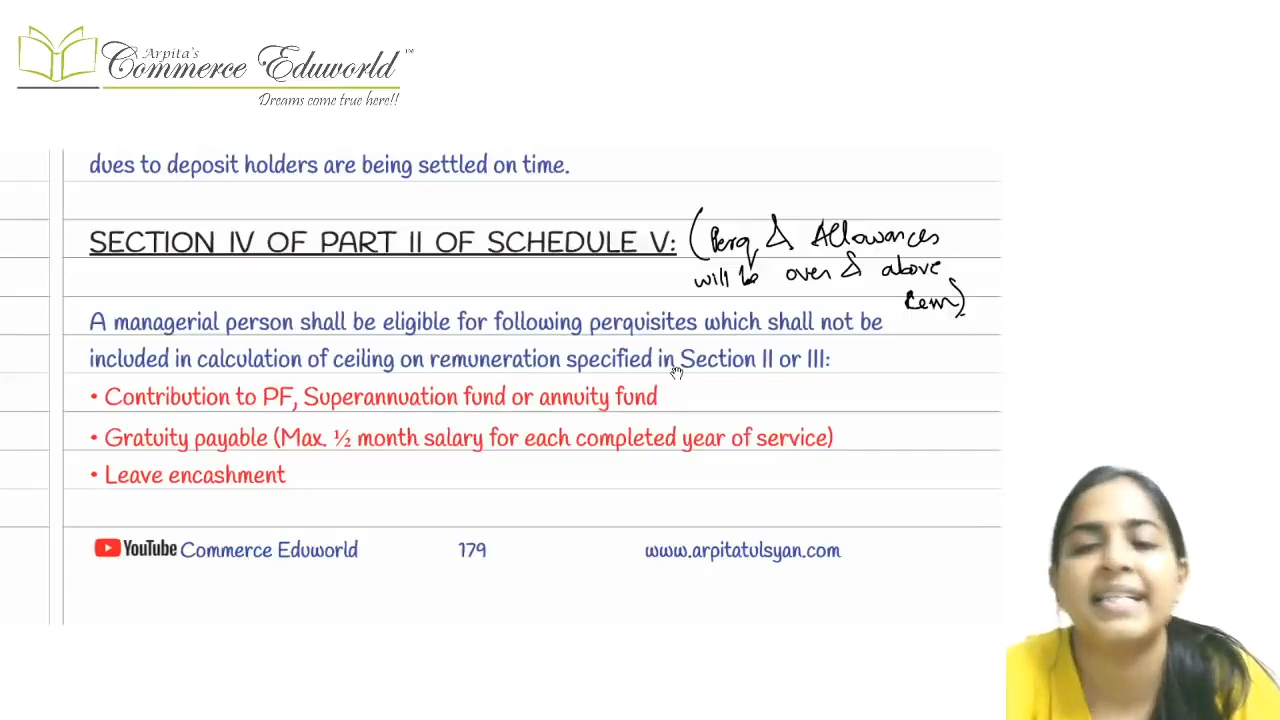 Arpita's
Commerce Eduworld™
Dreams come true here!!
dues to deposit holders are being settled on time.
SECTION IV OF PART II OF SCHEDULE V: (Perq & Allowances
will be over & above
Rem)
A managerial person shall be eligible for following perquisites which shall not be
included in calculation of ceiling on remuneration specified in Section II or III:
• Contribution to PF, Superannuation fund or annuity fund
• Gratuity payable (Max. ½ month salary for each completed year of service)
• Leave encashment
YouTube Commerce Eduworld 179 www.arpitatulsyan.com